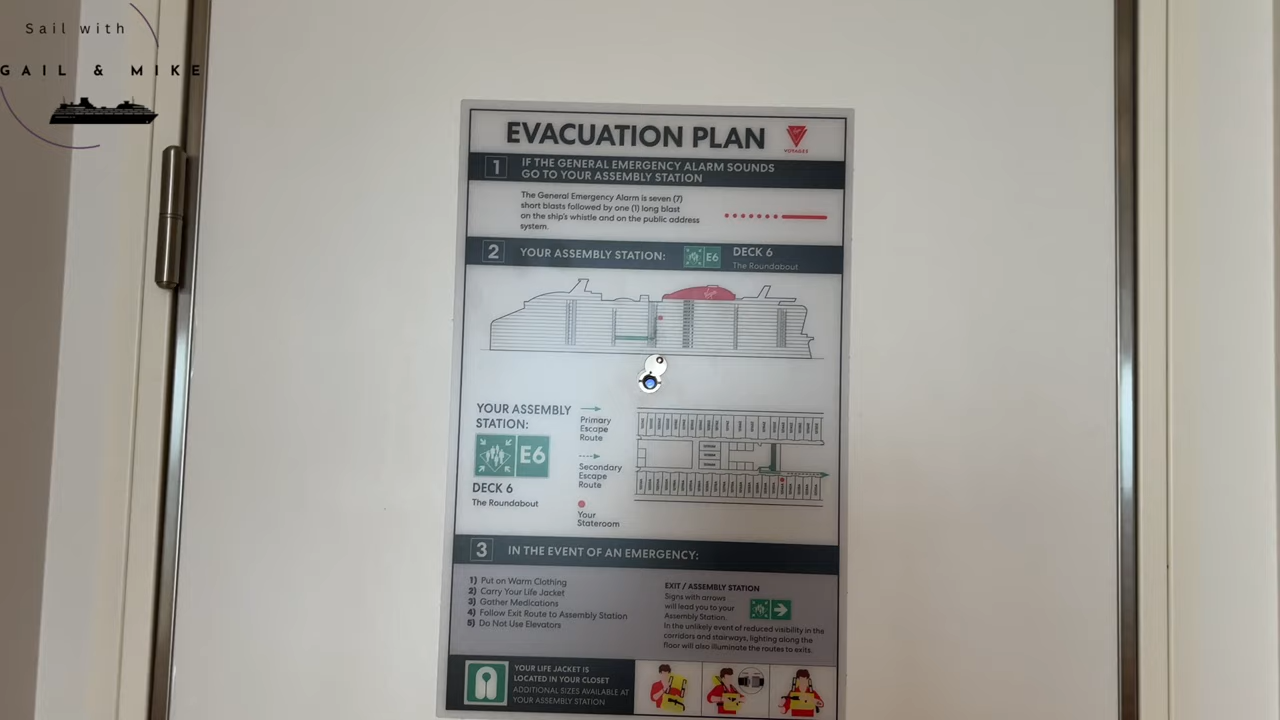 Sail with
GAIL & MIKE
EVACUATION PLAN
VOYAGES
1
IF THE GENERAL EMERGENCY ALARM SOUNDS
GO TO YOUR ASSEMBLY STATION
The General Emergency Alarm is seven (7)
short blasts followed by one (1) long blast
on the ship's whistle and on the public address
system.
2
YOUR ASSEMBLY STATION:
E6
DECK 6
The Roundabout
YOUR ASSEMBLY
STATION:
E6
DECK 6
The Roundabout
Primary
Escape
Route
Secondary
Escape
Route
Your
Stateroom
3
IN THE EVENT OF AN EMERGENCY:
1) Put on Warm Clothing
2) Carry Your Life Jacket
3) Gather Medications
4) Follow Exit Route to Assembly Station
5) Do Not Use Elevators
EXIT / ASSEMBLY STATION
Signs with arrows
will lead you to your
Assembly Station.
In the unlikely event of reduced visibility in the
corridors and stairways, lighting along the
floor will also illuminate the routes to exits.
YOUR LIFE JACKET IS
LOCATED IN YOUR CLOSET
ADDITIONAL SIZES AVAILABLE AT
YOUR ASSEMBLY STATION